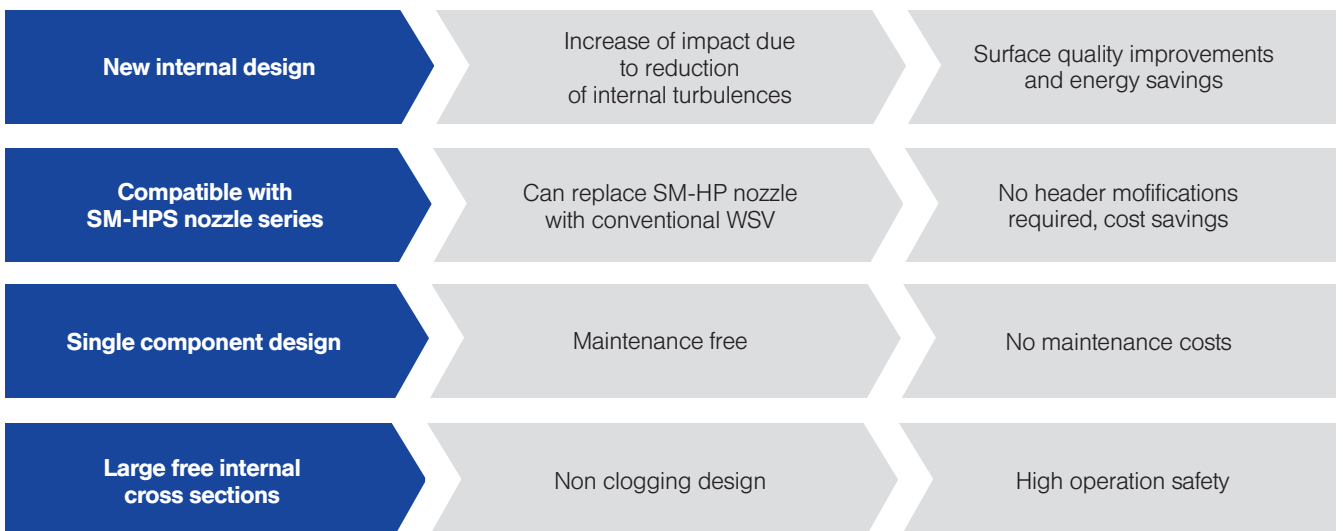 New internal design
Increase of impact due
to reduction
of internal turbulences
Surface quality improvements
and energy savings
Compatible with
SM-HPS nozzle series
Can replace SM-HP nozzle
with conventional WSV
No header mofifications
required, cost savings
Single component design
Maintenance free
No maintenance costs
Large free internal
cross sections
Non clogging design
High operation safety